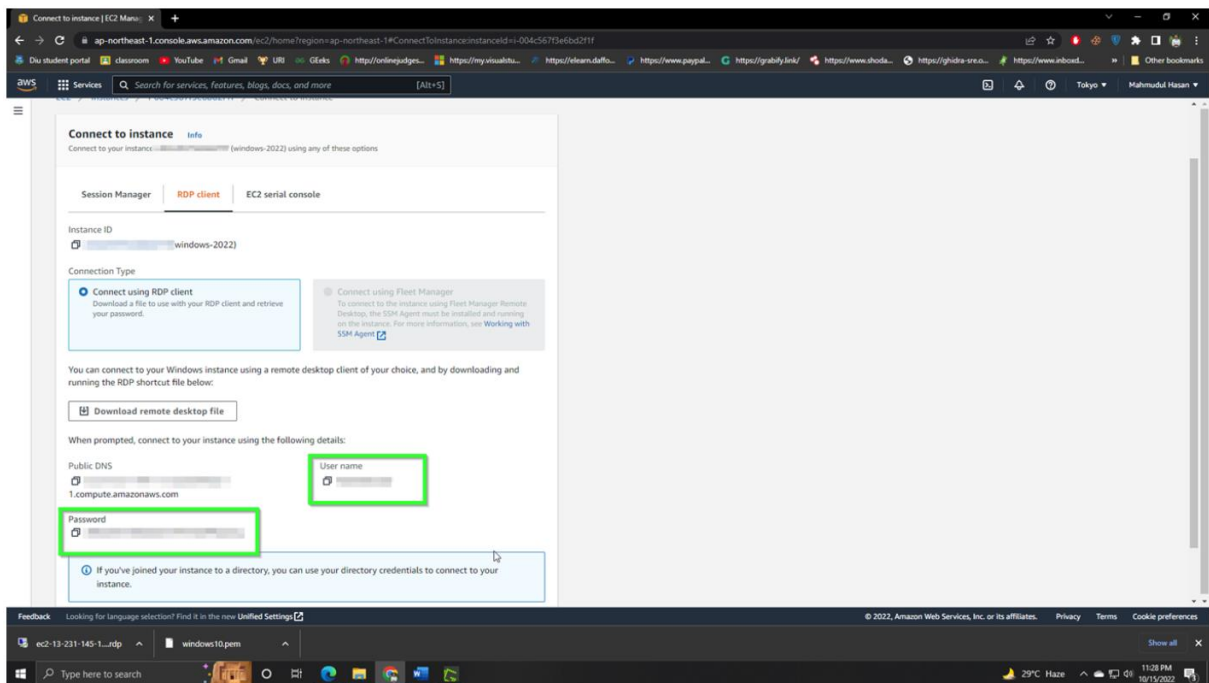 Connect to instance | EC2 Manag
ap-northeast-1.console.aws.amazon.com/ec2/home?region=ap-northeast-1#ConnectToInstance:instanceId=i-004c567f3e6bd2f1f
Diu student portal classroom YouTube Gmail URI GEeks http://onlinejudges... https://my.visualstu... https://elearn.daffo... https://www.paypal... https://grabify.link/ https://www.shoda... https://ghidra-sre.o... https://www.inboxd... » Other bookmarks
aws Services Search for services, features, blogs, docs, and more [Alt+S] Tokyo Mahmudul Hasan
Connect to instance Info
Connect to your instance (windows-2022) using any of these options
Session Manager RDP client EC2 serial console
Instance ID
windows-2022)
Connection Type
Connect using RDP client
Download a file to use with your RDP client and retrieve
your password.
Connect using Fleet Manager
To connect to the instance using Fleet Manager Remote
Desktop, the SSM Agent must be installed and running
on the instance. For more information, see Working with
SSM Agent
You can connect to your Windows instance using a remote desktop client of your choice, and by downloading and
running the RDP shortcut file below:
Download remote desktop file
When prompted, connect to your instance using the following details:
Public DNS
1.compute.amazonaws.com
User name
Password
If you've joined your instance to a directory, you can use your directory credentials to connect to your
instance.
Feedback Looking for language selection? Find it in the new Unified Settings © 2022, Amazon Web Services, Inc. or its affiliates. Privacy Terms Cookie preferences
ec2-13-231-145-1....rdp windows10.pem Show all
Type here to search 29°C Haze 11:28 PM
10/15/2022